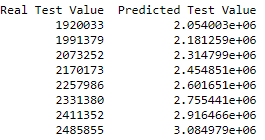 Real Test Value  Predicted Test Value
1920033  2.054003e+06
1991379  2.181259e+06
2073252  2.314799e+06
2170173  2.454851e+06
2257986  2.601651e+06
2331380  2.755441e+06
2411352  2.916466e+06
2485855  3.084979e+06